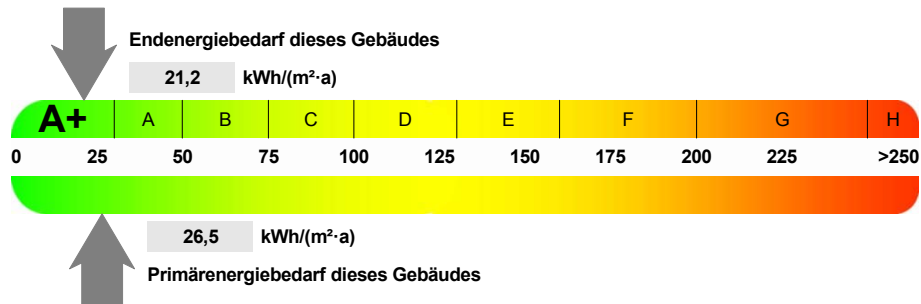 Endenergiebedarf dieses Gebäudes
21,2 kWh/(m²·a)
A+ A B C D E F G H
0 25 50 75 100 125 150 175 200 225 >250
26,5 kWh/(m²·a)
Primärenergiebedarf dieses Gebäudes